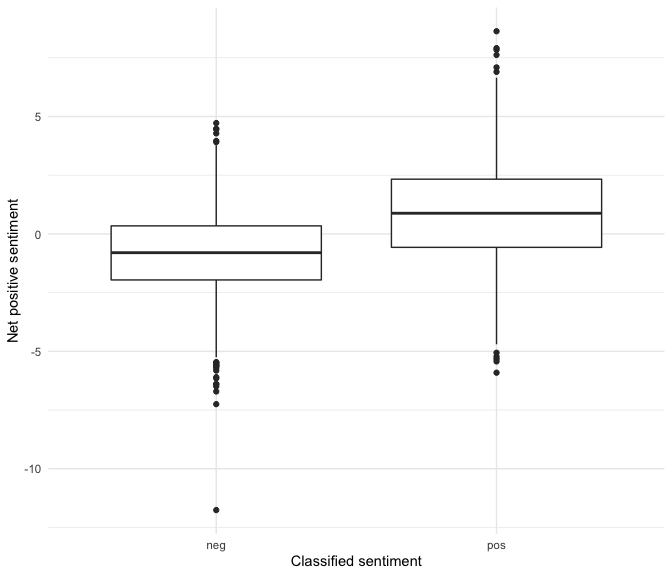 Net positive sentiment
5
0
-5
-10
neg pos
Classified sentiment